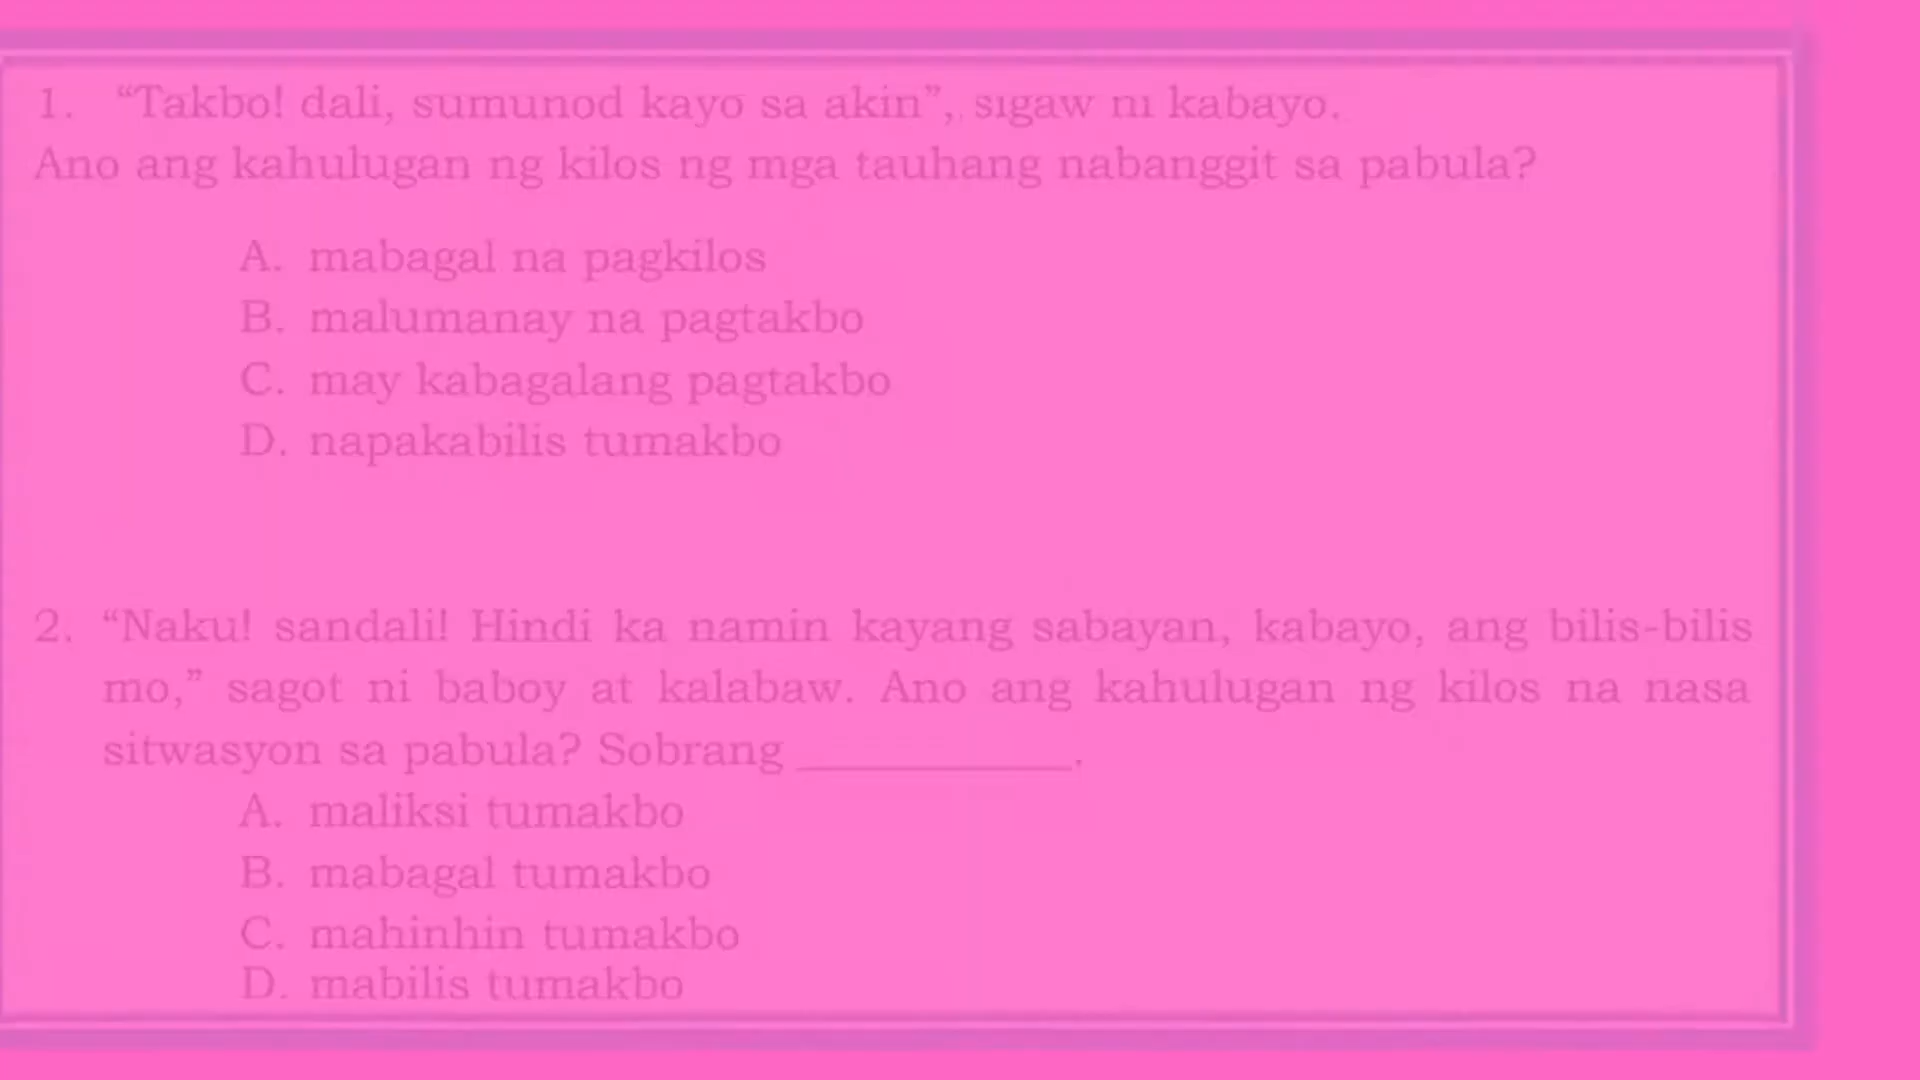 1. “Takbo! dali, sumunod kayo sa akin”, sigaw ni kabayo.
Ano ang kahulugan ng kilos ng mga tauhang nabanggit sa pabula?
A. mabagal na pagkilos
B. malumanay na pagtakbo
C. may kabagalang pagtakbo
D. napakabilis tumakbo
2. “Naku! sandali! Hindi ka namin kayang sabayan, kabayo, ang bilis-bilis
mo,” sagot ni baboy at kalabaw. Ano ang kahulugan ng kilos na nasa
sitwasyon sa pabula? Sobrang ___________.
A. maliksi tumakbo
B. mabagal tumakbo
C. mahinhin tumakbo
D. mabilis tumakbo